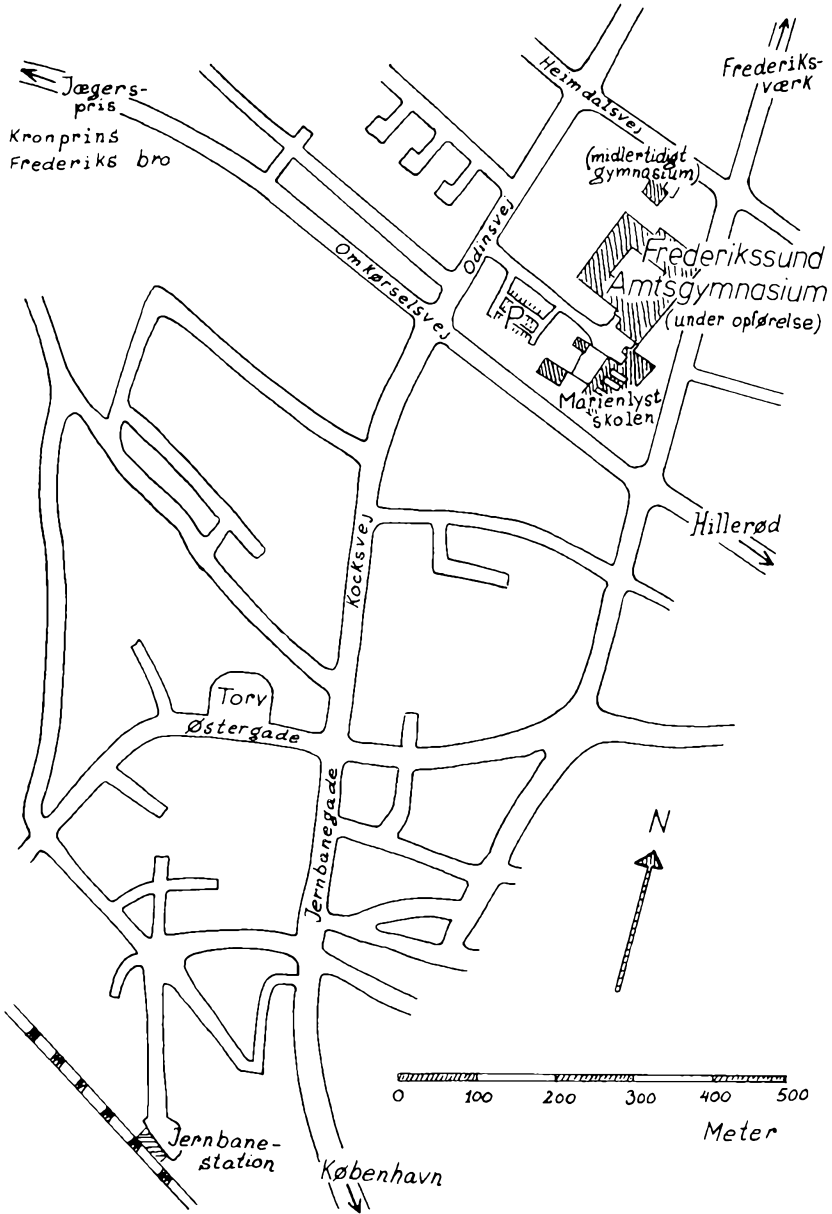 Jægers-
pris
Kronprins
Frederiks bro
Heimdalsvej
Frederiks-
værk
(midlertidigt
gymnasium)
Odinsvej
Frederikssund
Amtsgymnasium
(under opførelse)
Omkørselsvej
P
Marienlyst
skolen
Hillerød
Kocksvej
Torv
Østergade
Jernbanegade
N
0 100 200 300 400 500
Meter
Jernbane-
station
København